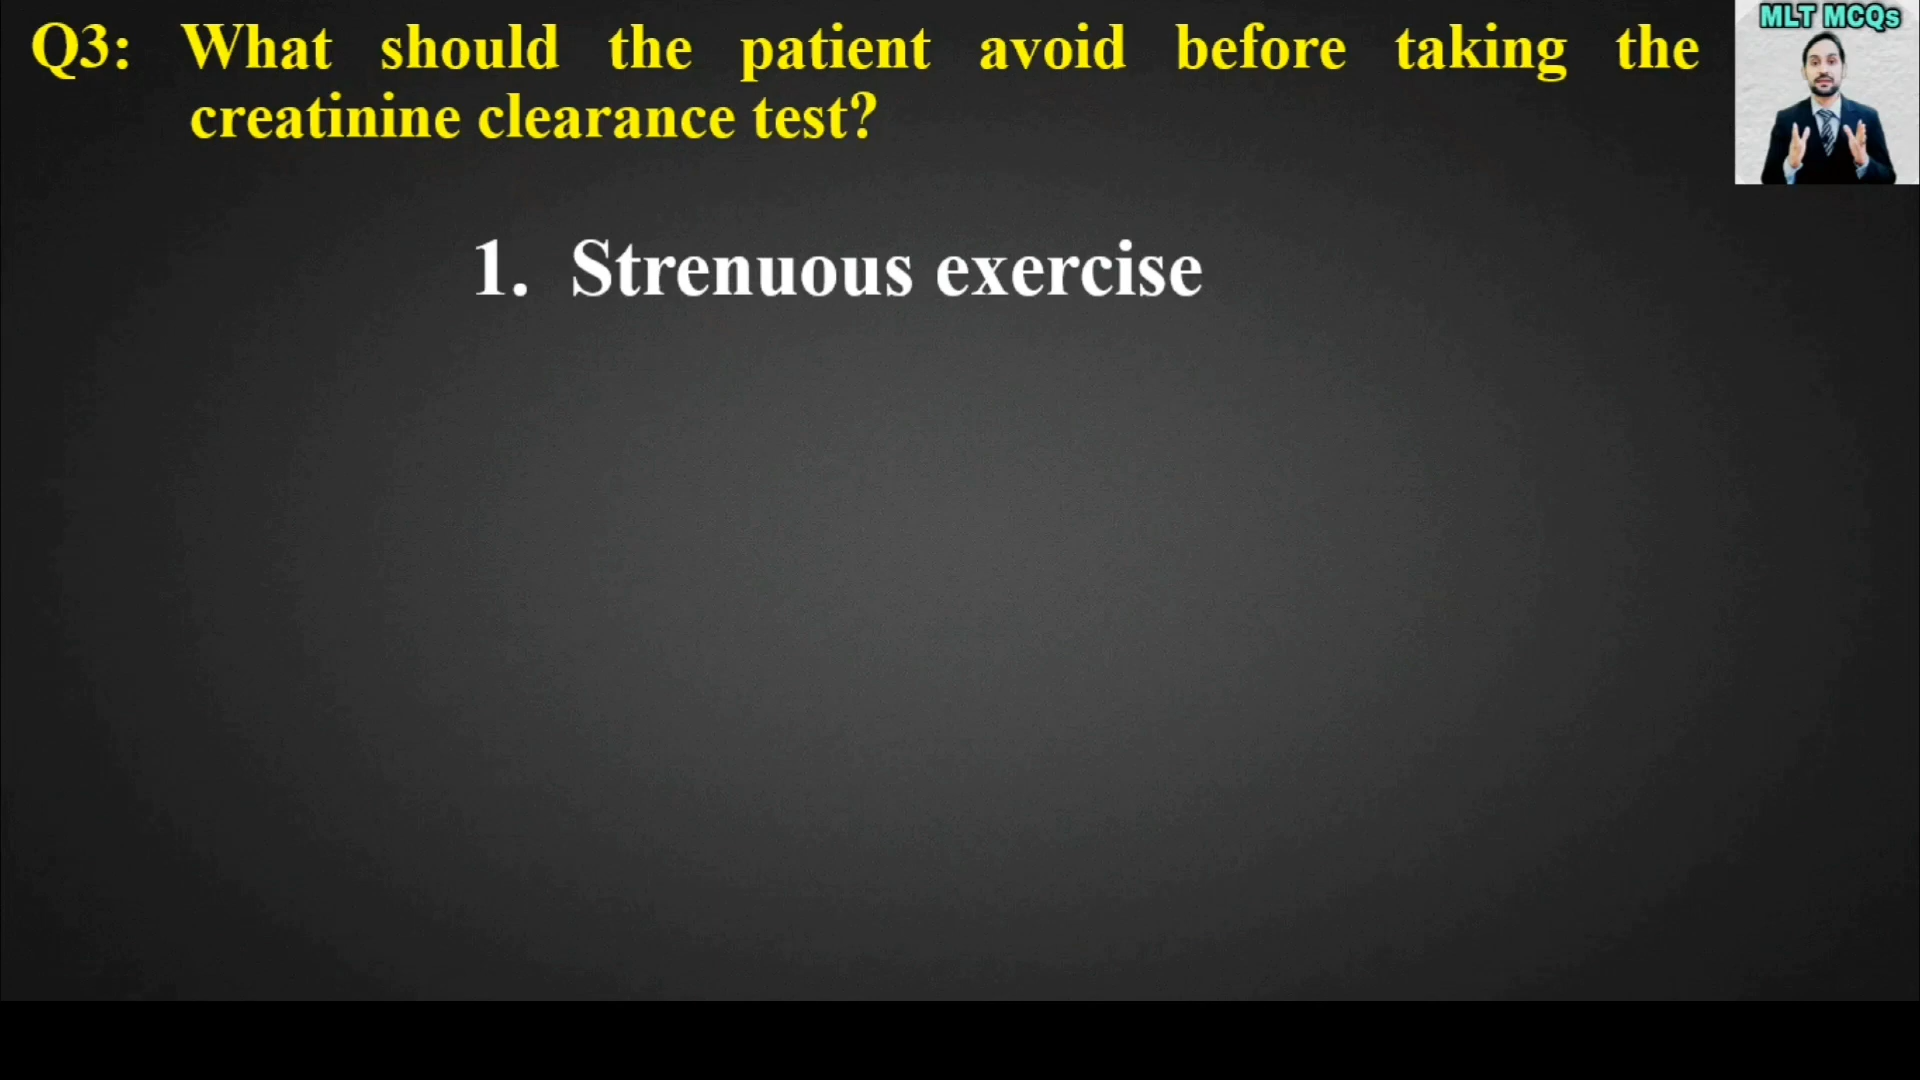 Q3: What should the patient avoid before taking the
creatinine clearance test?
MLT MCQs
1. Strenuous exercise